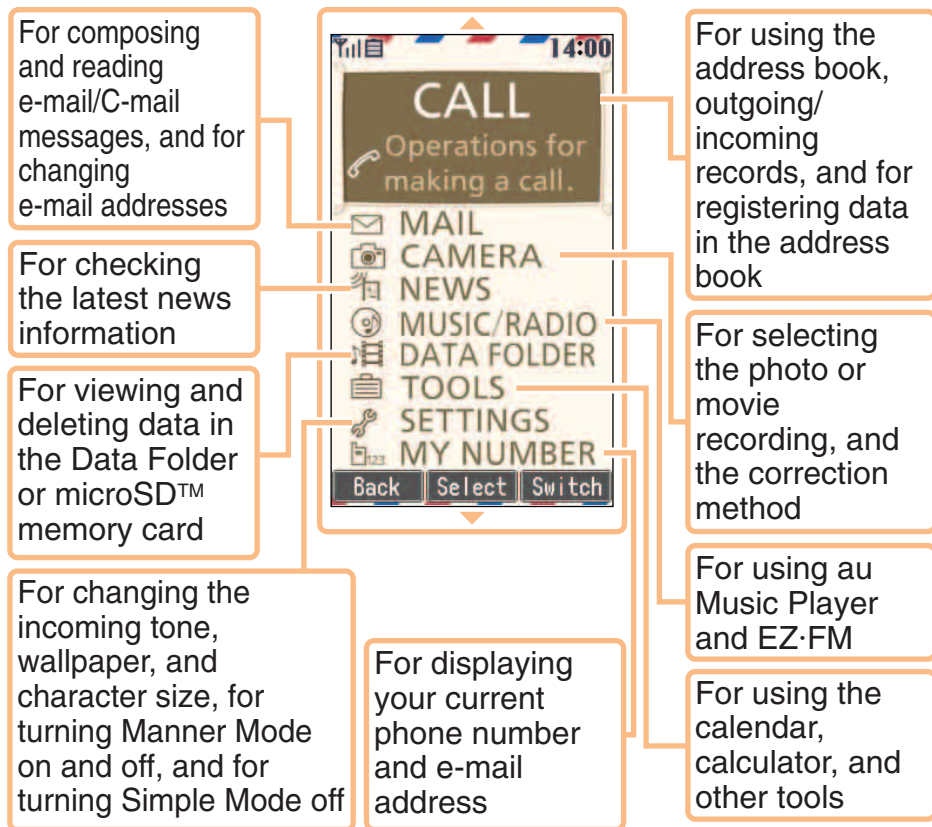 For composing
and reading
e-mail/C-mail
messages, and for
changing
e-mail addresses
For checking
the latest news
information
For viewing and
deleting data in
the Data Folder
or microSD™
memory card
For changing the
incoming tone,
wallpaper, and
character size, for
turning Manner Mode
on and off, and for
turning Simple Mode off
14:00
CALL
Operations for
making a call.
MAIL
CAMERA
NEWS
MUSIC/RADIO
DATA FOLDER
TOOLS
SETTINGS
123 MY NUMBER
Back Select Switch
For displaying
your current
phone number
and e-mail
address
For using the
address book,
outgoing/
incoming
records, and for
registering data
in the address
book
For selecting
the photo or
movie
recording, and
the correction
method
For using au
Music Player
and EZ·FM
For using the
calendar,
calculator, and
other tools